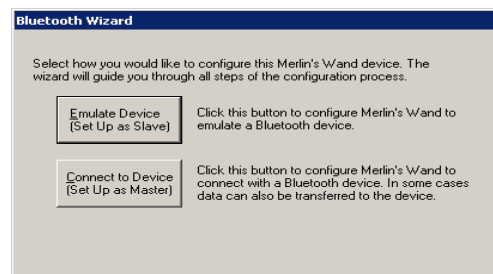 Bluetooth Wizard
Select how you would like to configure this Merlin's Wand device. The
wizard will guide you through all steps of the configuration process.
Emulate Device
(Set Up as Slave)
Click this button to configure Merlin's Wand to
emulate a Bluetooth device.
Connect to Device
(Set Up as Master)
Click this button to configure Merlin's Wand to
connect with a Bluetooth device. In some cases
data can also be transferred to the device.